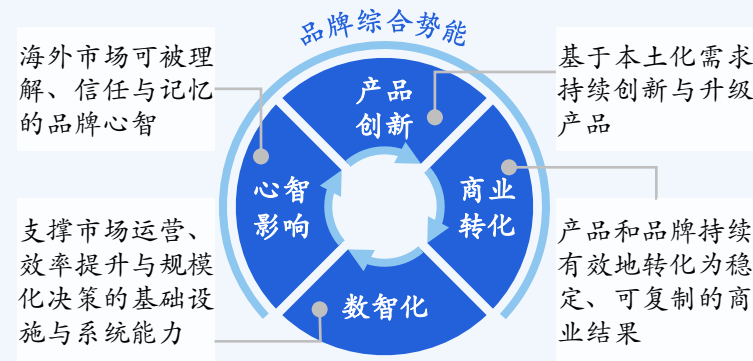 品牌综合势能
海外市场可被理
解、信任与记忆
的品牌心智
产品
创新
基于本土化需求
持续创新与升级
产品
心智
影响
商业
转化
支撑市场运营、
效率提升与规模
化决策的基础设
施与系统能力
数智化
产品和品牌持续
有效地转化为稳
定、可复制的商
业结果